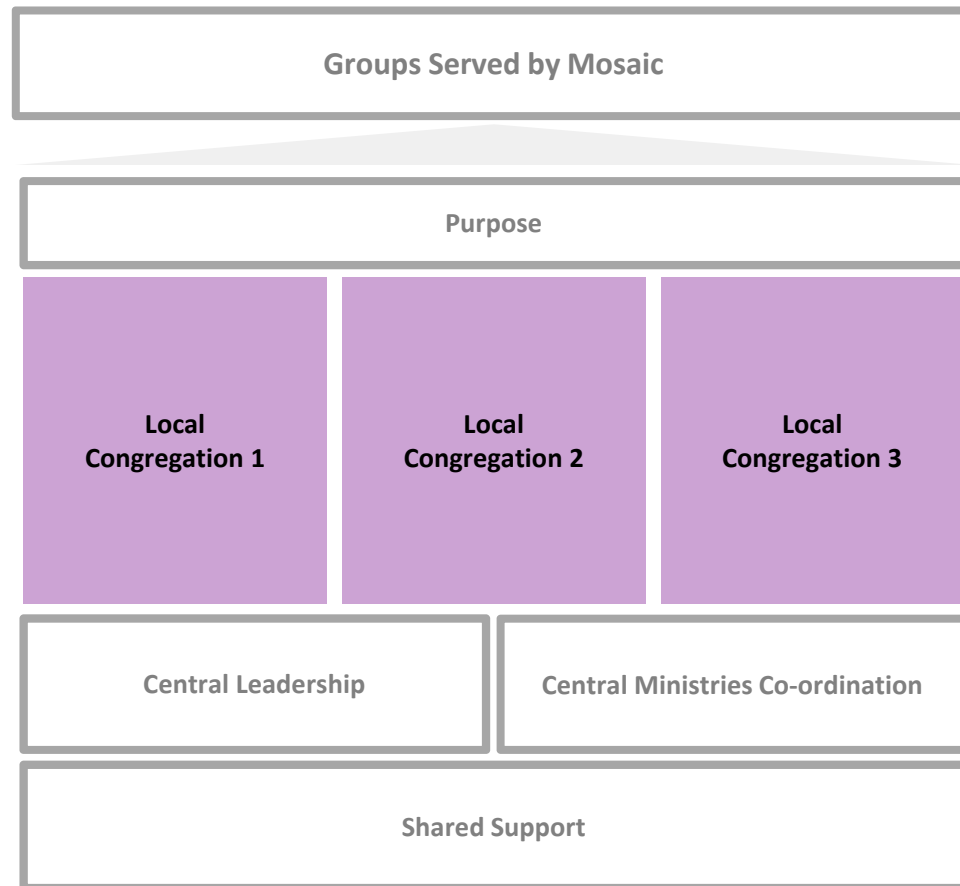 Groups Served by Mosaic
Purpose
Local
Congregation 1
Local
Congregation 2
Local
Congregation 3
Central Leadership
Central Ministries Co-ordination
Shared Support